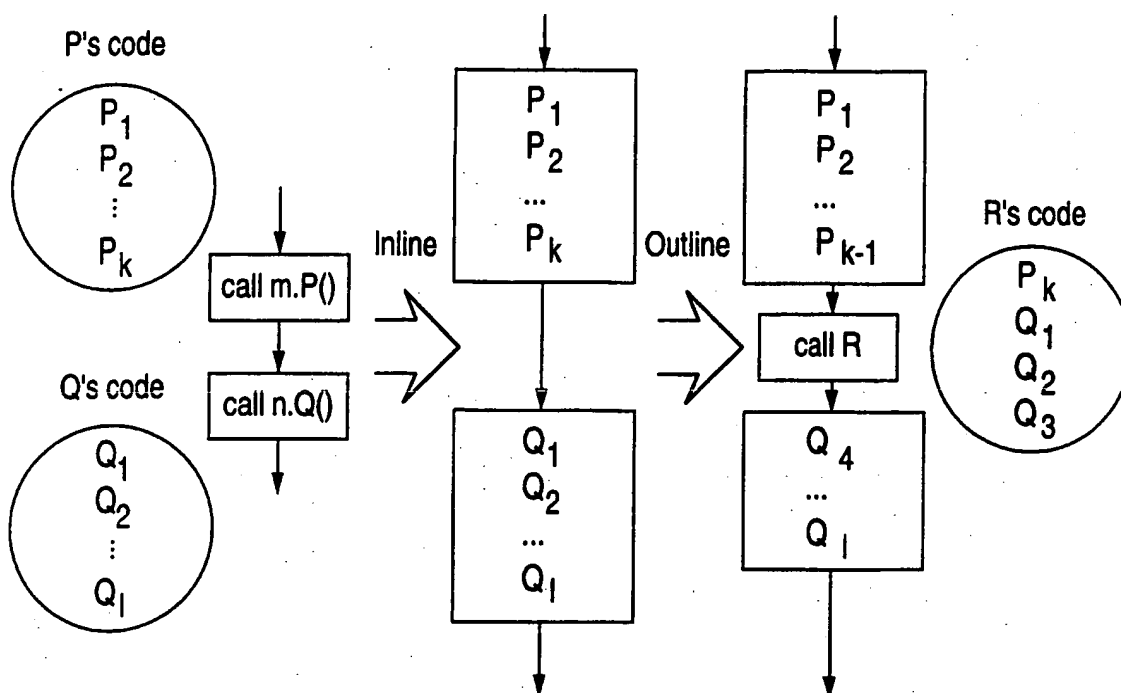 P's code
P1
P2
...
Pk
call m.P()
call n.Q()
Q's code
Q1
Q2
...
Ql
Inline
P1
P2
...
Pk
Q1
Q2
...
Ql
Outline
P1
P2
...
Pk-1
call R
Q4
...
Ql
R's code
Pk
Q1
Q2
Q3